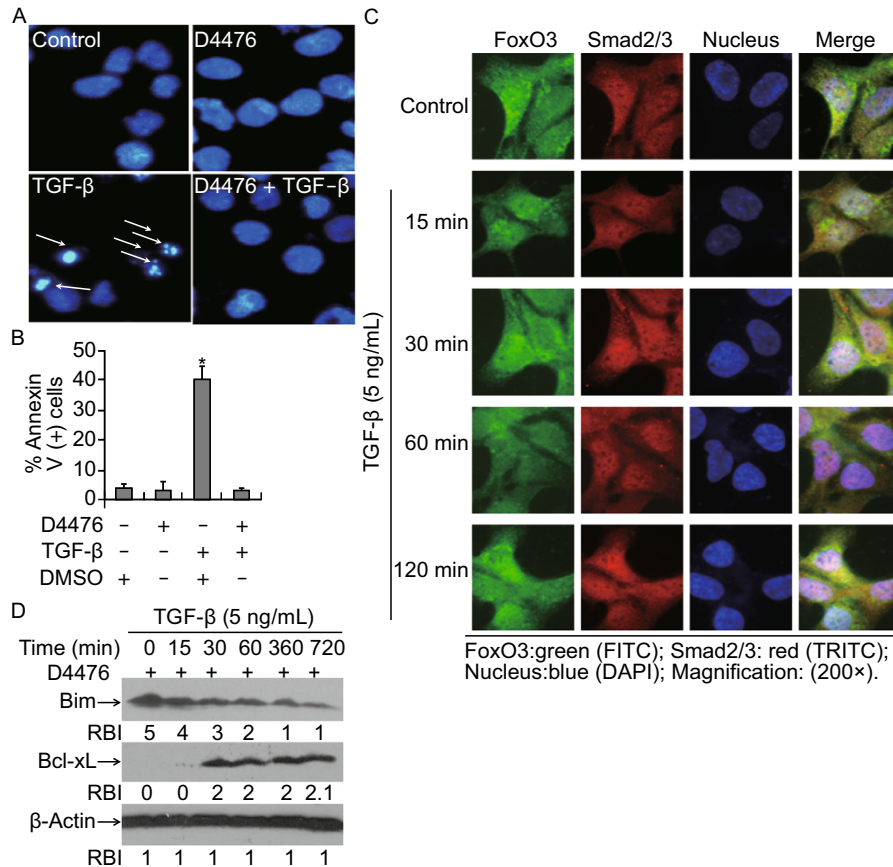 A
Control
D4476
TGF-β
D4476 + TGF-β
B
% Annexin
V (+) cells
50
40
30
20
10
0
*
D4476 – + – +
TGF-β – – + +
DMSO + – + –
C
FoxO3 Smad2/3 Nucleus Merge
Control
TGF-β (5 ng/mL)
15 min
30 min
60 min
120 min
FoxO3:green (FITC); Smad2/3: red (TRITC);
Nucleus:blue (DAPI); Magnification: (200×).
D
TGF-β (5 ng/mL)
Time (min) 0 15 30 60 360 720
D4476 + + + + + +
Bim
RBI 5 4 3 2 1 1
Bcl-xL
RBI 0 0 2 2 2 2.1
β-Actin
RBI 1 1 1 1 1 1